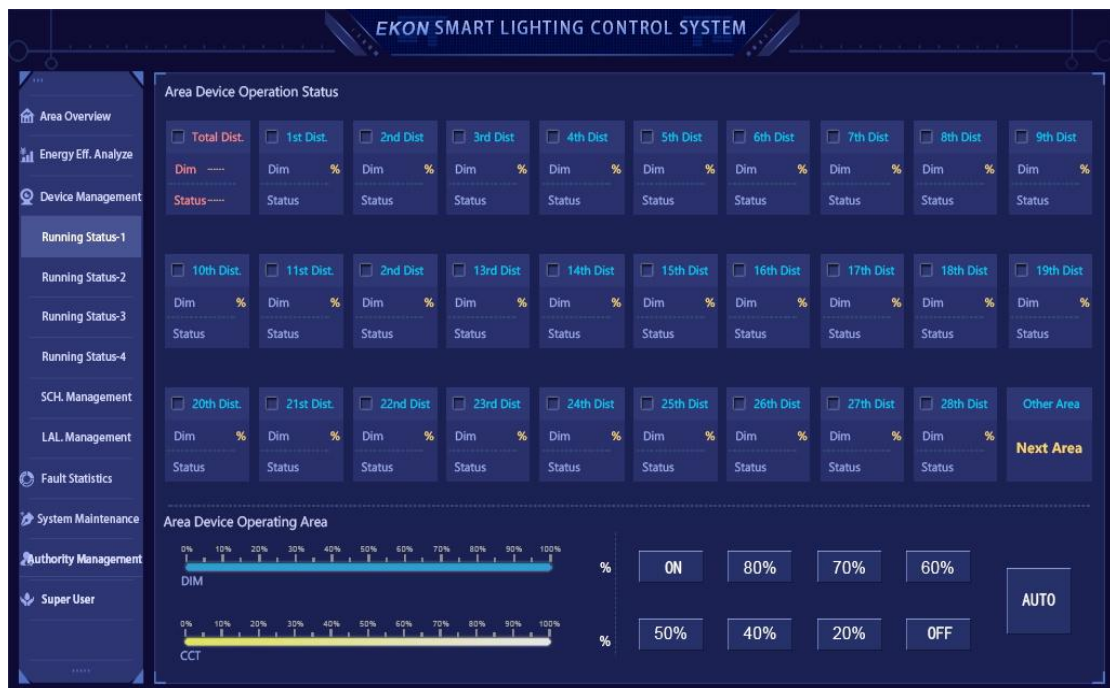 EKON SMART LIGHTING CONTROL SYSTEM
Area Overview
Energy Eff. Analyze
Device Management
Running Status-1
Running Status-2
Running Status-3
Running Status-4
SCH. Management
LAL. Management
Fault Statistics
System Maintenance
Authority Management
Super User
Area Device Operation Status
Total Dist. 1st Dist. 2nd Dist 3rd Dist 4th Dist 5th Dist 6th Dist 7th Dist 8th Dist 9th Dist
Dim ----- Dim % Dim % Dim % Dim % Dim % Dim % Dim % Dim % Dim %
Status----- Status Status Status Status Status Status Status Status Status
10th Dist. 11st Dist. 2nd Dist 13rd Dist 14th Dist 15th Dist 16th Dist 17th Dist 18th Dist 19th Dist
Dim % Dim % Dim % Dim % Dim % Dim % Dim % Dim % Dim % Dim %
Status Status Status Status Status Status Status Status Status Status
20th Dist. 21st Dist. 22nd Dist 23rd Dist 24th Dist 25th Dist 26th Dist 27th Dist 28th Dist Other Area
Dim % Dim % Dim % Dim % Dim % Dim % Dim % Dim % Dim % Next Area
Status Status Status Status Status Status Status Status Status
Area Device Operating Area
0% 10% 20% 30% 40% 50% 60% 70% 80% 90% 100%
DIM %
0% 10% 20% 30% 40% 50% 60% 70% 80% 90% 100%
CCT %
ON 80% 70% 60%
50% 40% 20% OFF
AUTO